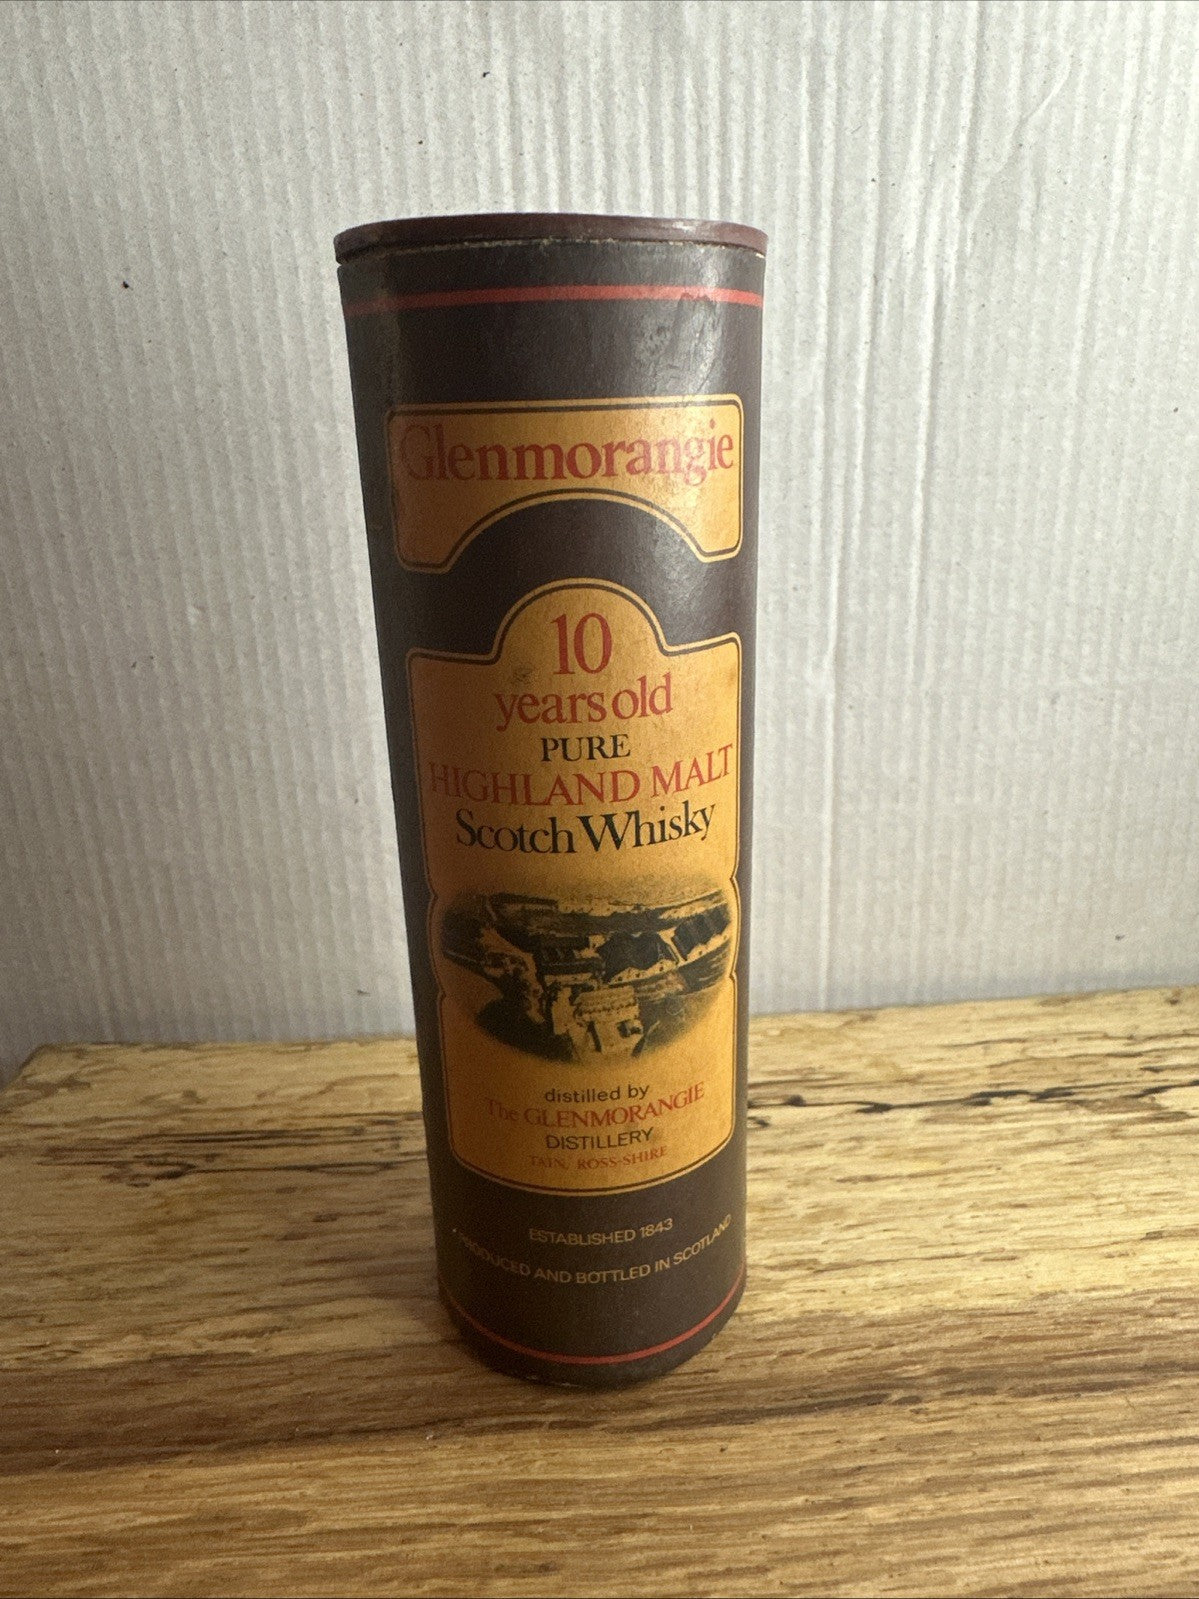 Glenmorangie
10
years old
PURE
HIGHLAND MALT
Scotch Whisky
distilled by
The GLENMORANGIE
DISTILLERY
TAIN, ROSS-SHIRE
ESTABLISHED 1843
PRODUCED AND BOTTLED IN SCOTLAND